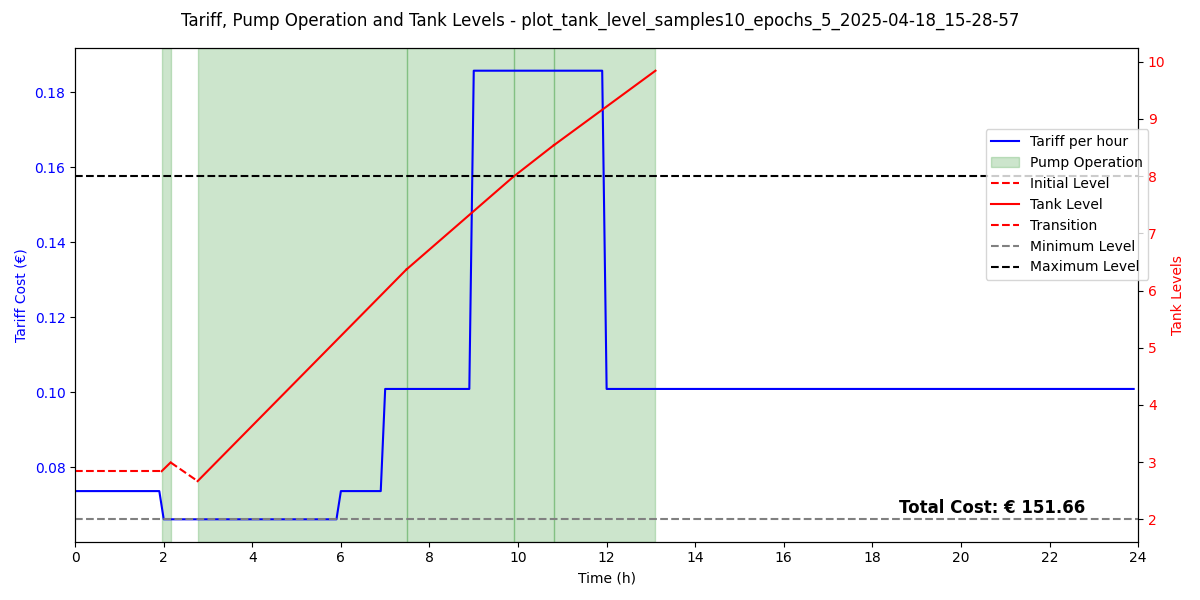 Tariff, Pump Operation and Tank Levels - plot_tank_level_samples10_epochs_5_2025-04-18_15-28-57
Tariff Cost (€)
0.18
0.16
0.14
0.12
0.10
0.08
10
9
8
7
6
5
4
3
2
Tank Levels
Tariff per hour
Pump Operation
Initial Level
Tank Level
Transition
Minimum Level
Maximum Level
Total Cost: € 151.66
0 2 4 6 8 10 12 14 16 18 20 22 24
Time (h)